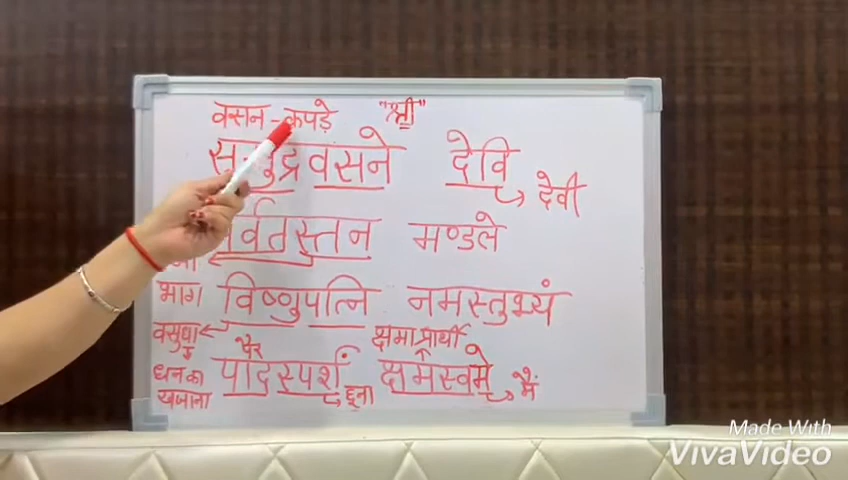 वसन - कपड़े "श्री"
समुद्रवसने देवि
देवी
पर्वतस्तन मण्डले
भाग विष्णुपत्नि नमस्तुभ्यं
वसुधा पैर क्षमा प्रार्थी
पादस्पर्शं क्षमस्वमे
धन का छूना मैं
खजाना
Made With
VivaVideo